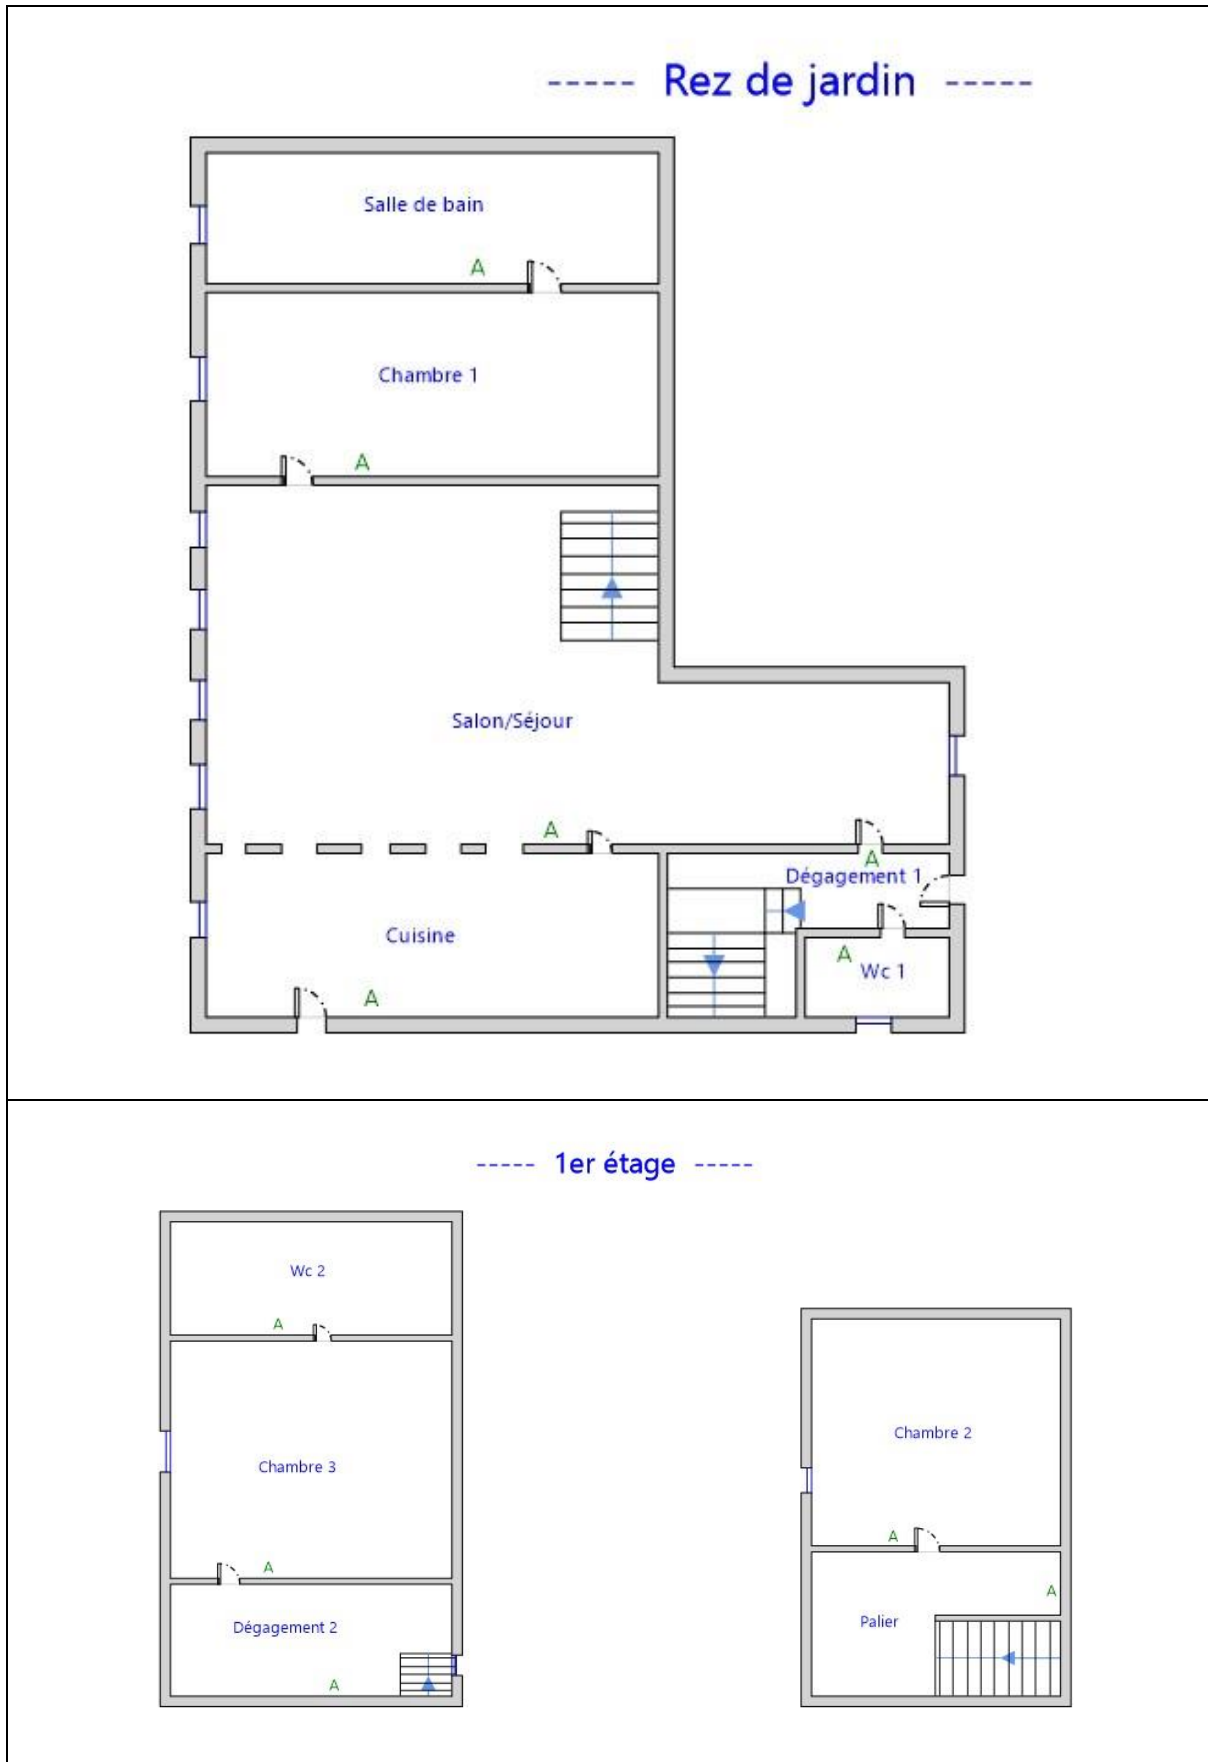 ----- Rez de jardin -----
Salle de bain
A
Chambre 1
A
Salon/Séjour
A
A
Dégagement 1
Cuisine
A
Wc 1
A
----- 1er étage -----
Wc 2
A
Chambre 3
A
Dégagement 2
A
Chambre 2
A
A
Palier